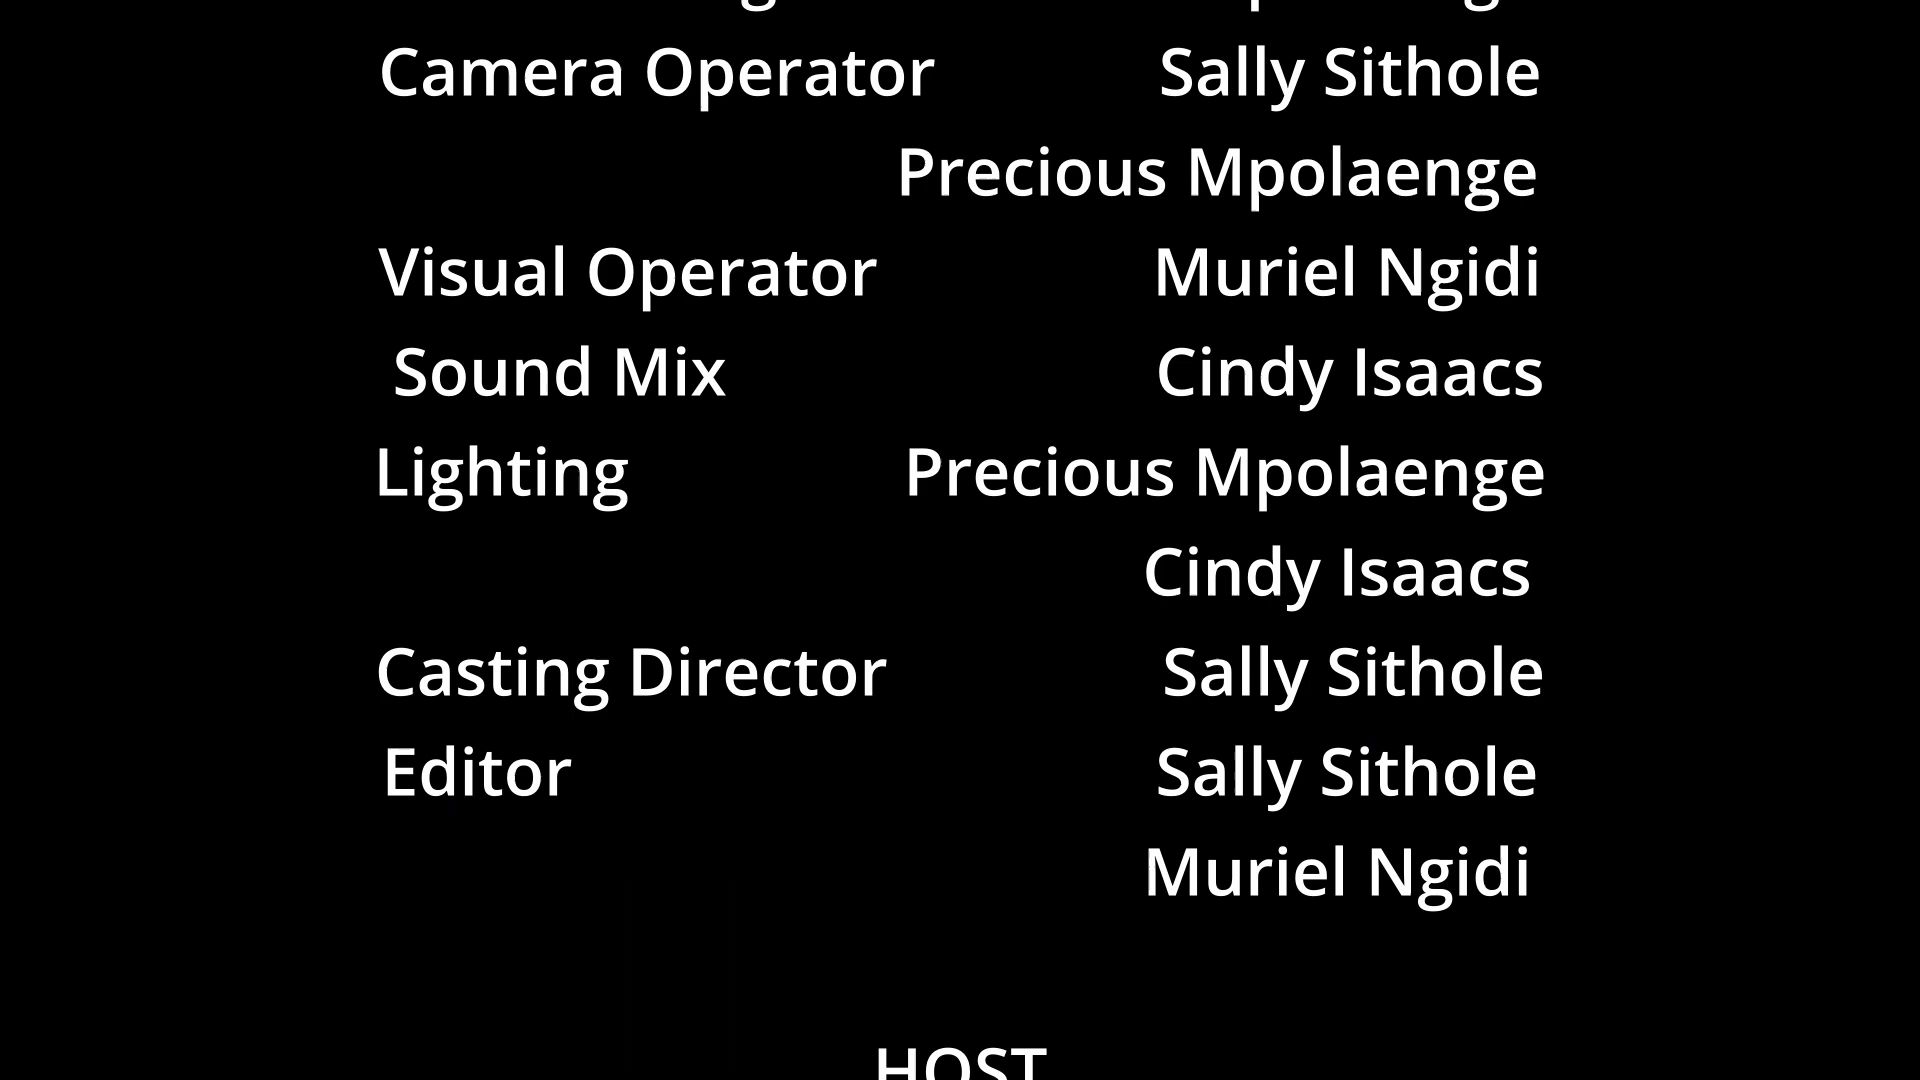 Camera Operator Sally Sithole
Precious Mpolaenge
Visual Operator Muriel Ngidi
Sound Mix Cindy Isaacs
Lighting Precious Mpolaenge
Cindy Isaacs
Casting Director Sally Sithole
Editor Sally Sithole
Muriel Ngidi
HOST